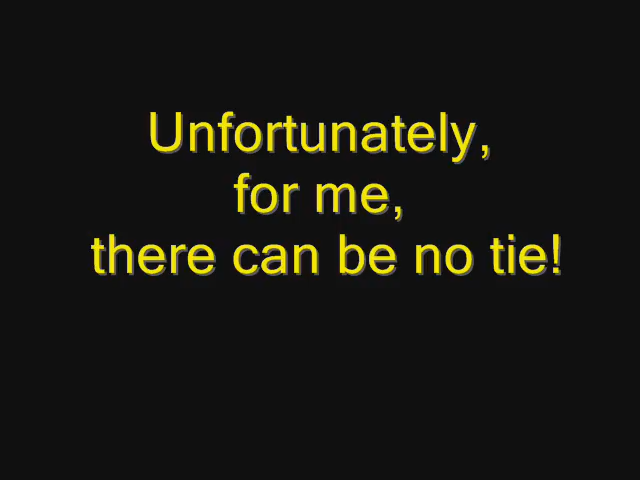 Unfortunately,
for me,
there can be no tie!